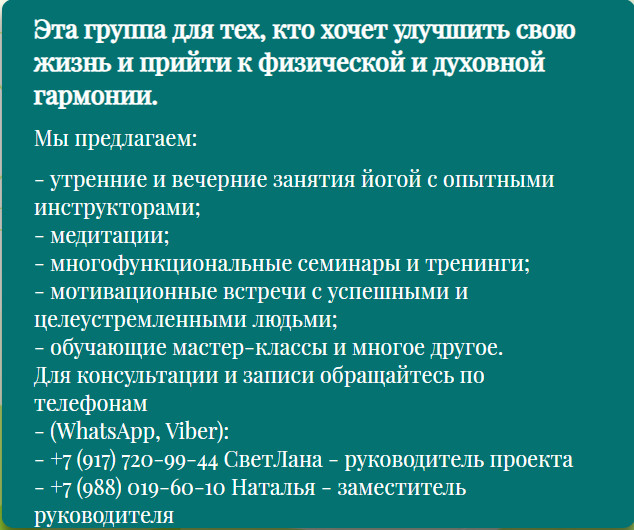 Эта группа для тех, кто хочет улучшить свою
жизнь и прийти к физической и духовной
гармонии.
Мы предлагаем:
- утренние и вечерние занятия йогой с опытными
инструкторами;
- медитации;
- многофункциональные семинары и тренинги;
- мотивационные встречи с успешными и
целеустремленными людьми;
- обучающие мастер-классы и многое другое.
Для консультации и записи обращайтесь по
телефонам
- (WhatsApp, Viber):
- +7 (917) 720-99-44 СветЛана - руководитель проекта
- +7 (988) 019-60-10 Наталья - заместитель
руководителя